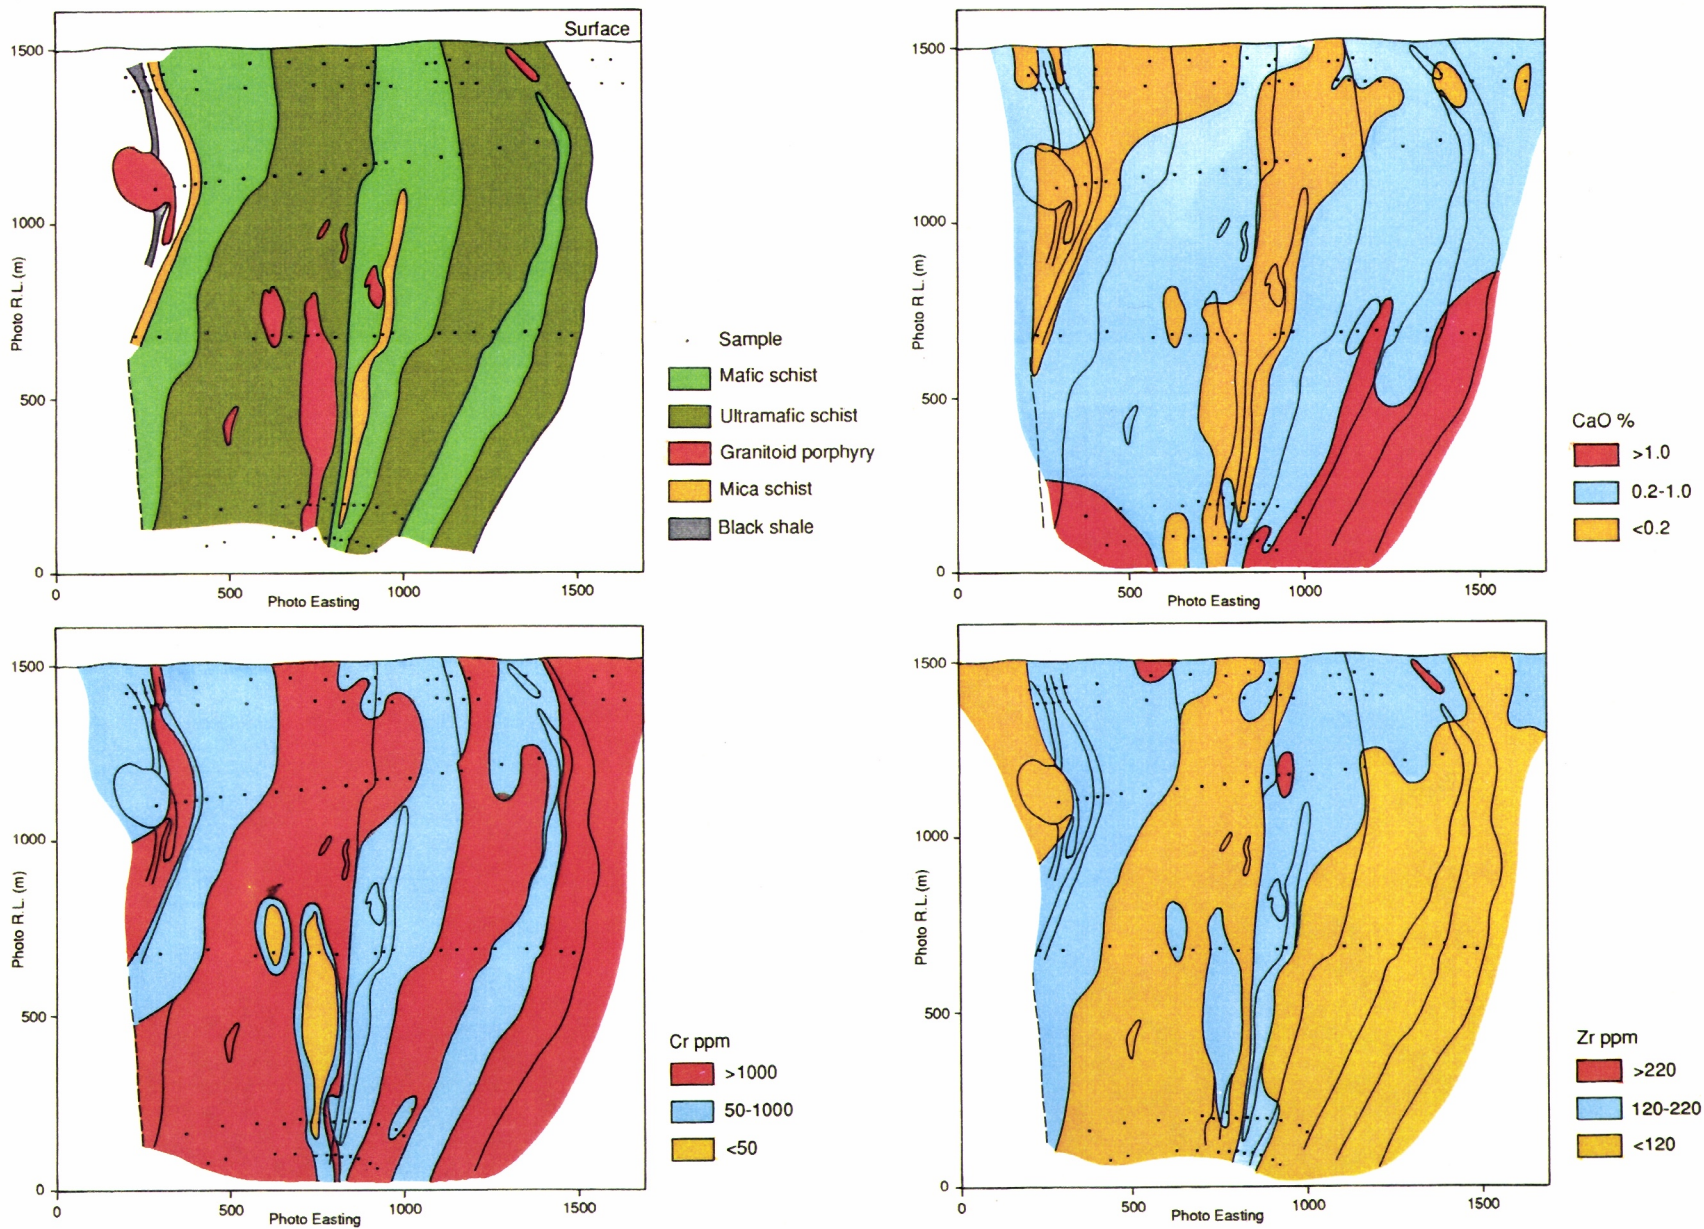 Surface
1500
1000
500
0
Photo R.L. (m)
0
500
1000
1500
Photo Easting
Sample
Mafic schist
Ultramafic schist
Granitoid porphyry
Mica schist
Black shale
1500
1000
500
0
Photo R.L. (m)
0
500
1000
1500
Photo Easting
CaO %
>1.0
0.2-1.0
<0.2
1500
1000
500
0
Photo R.L. (m)
0
500
1000
1500
Photo Easting
Cr ppm
>1000
50-1000
<50
1500
1000
500
0
Photo R.L. (m)
0
500
1000
1500
Photo Easting
Zr ppm
>220
120-220
<120